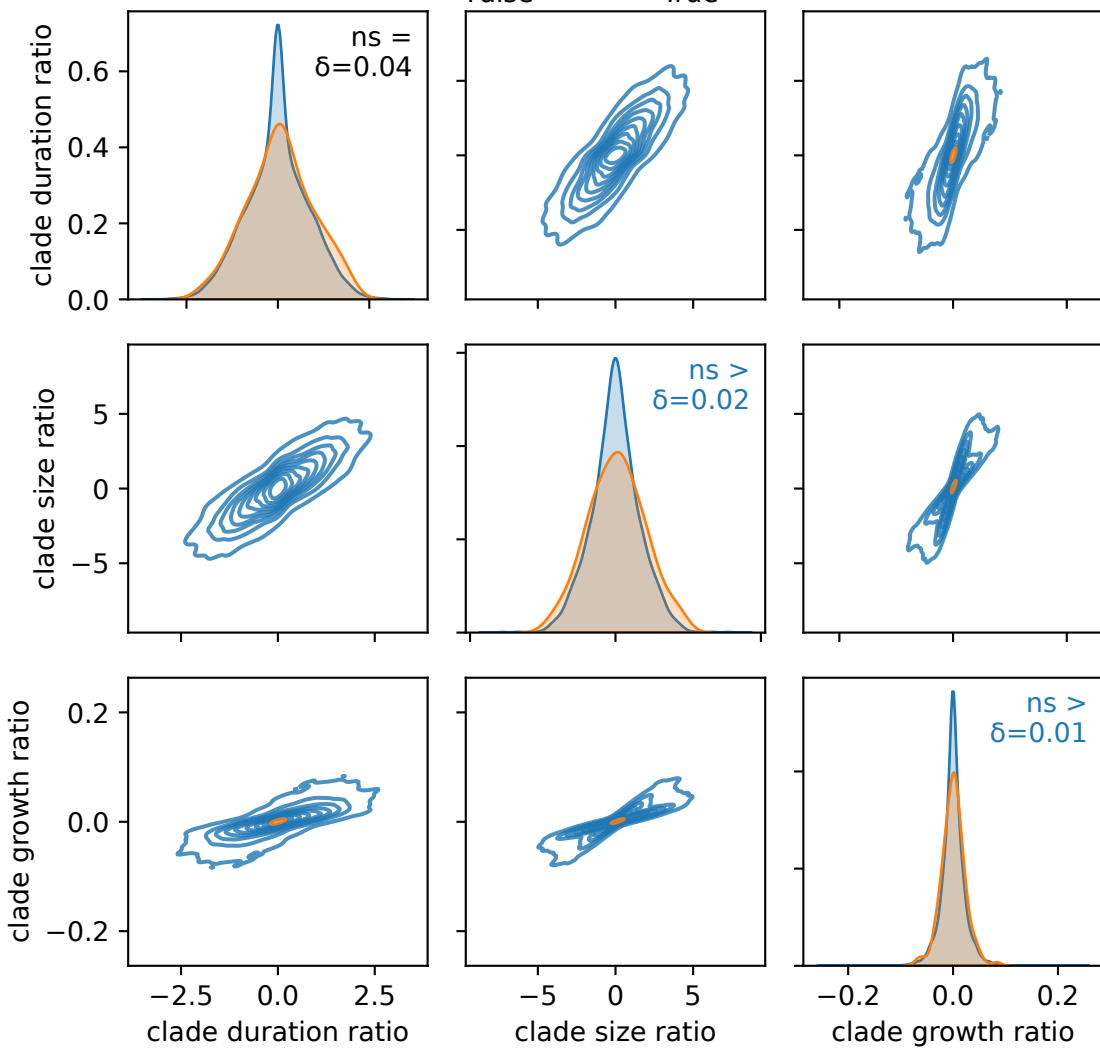 clade duration ratio
0.6
0.4
0.2
0.0
ns =
δ=0.04
clade size ratio
5
0
−5
ns >
δ=0.02
clade growth ratio
0.2
0.0
−0.2
ns >
δ=0.01
−2.5 0.0 2.5
−5 0 5
−0.2 0.0 0.2
clade duration ratio
clade size ratio
clade growth ratio